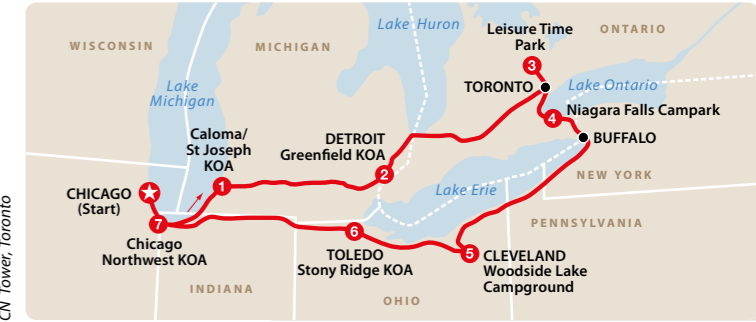 CN Tower, Toronto
WISCONSIN
MICHIGAN
Lake Huron
ONTARIO
Lake
Michigan
Leisure Time
Park
3
TORONTO
Lake Ontario
4
Niagara Falls Campark
BUFFALO
NEW YORK
Caloma/
St Joseph
KOA
1
DETROIT
Greenfield KOA
2
Lake Erie
CHICAGO
(Start)
7
Chicago
Northwest KOA
6
TOLEDO
Stony Ridge KOA
5
CLEVELAND
Woodside Lake
Campground
PENNSYLVANIA
INDIANA
OHIO